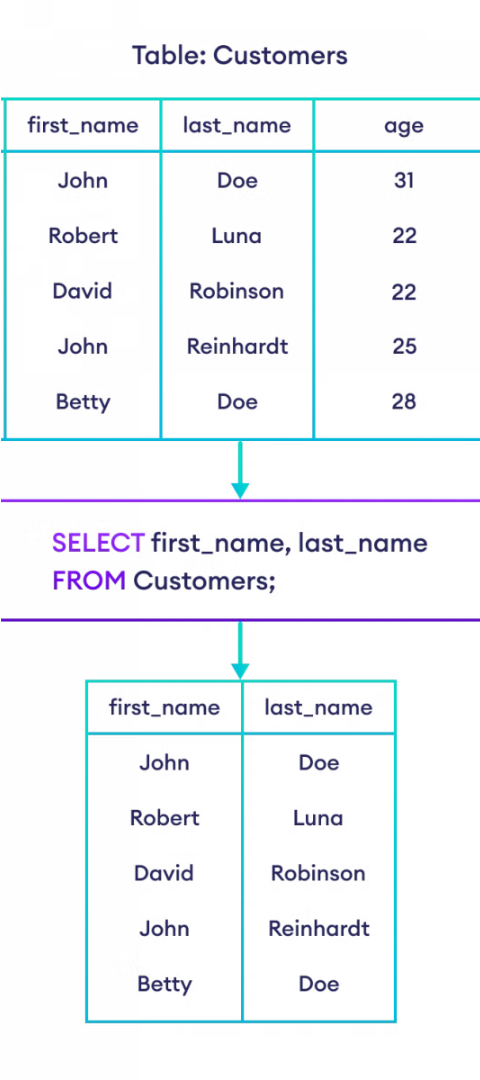 Table: Customers
first_name last_name age
John Doe 31
Robert Luna 22
David Robinson 22
John Reinhardt 25
Betty Doe 28
SELECT first_name, last_name
FROM Customers;
first_name last_name
John Doe
Robert Luna
David Robinson
John Reinhardt
Betty Doe